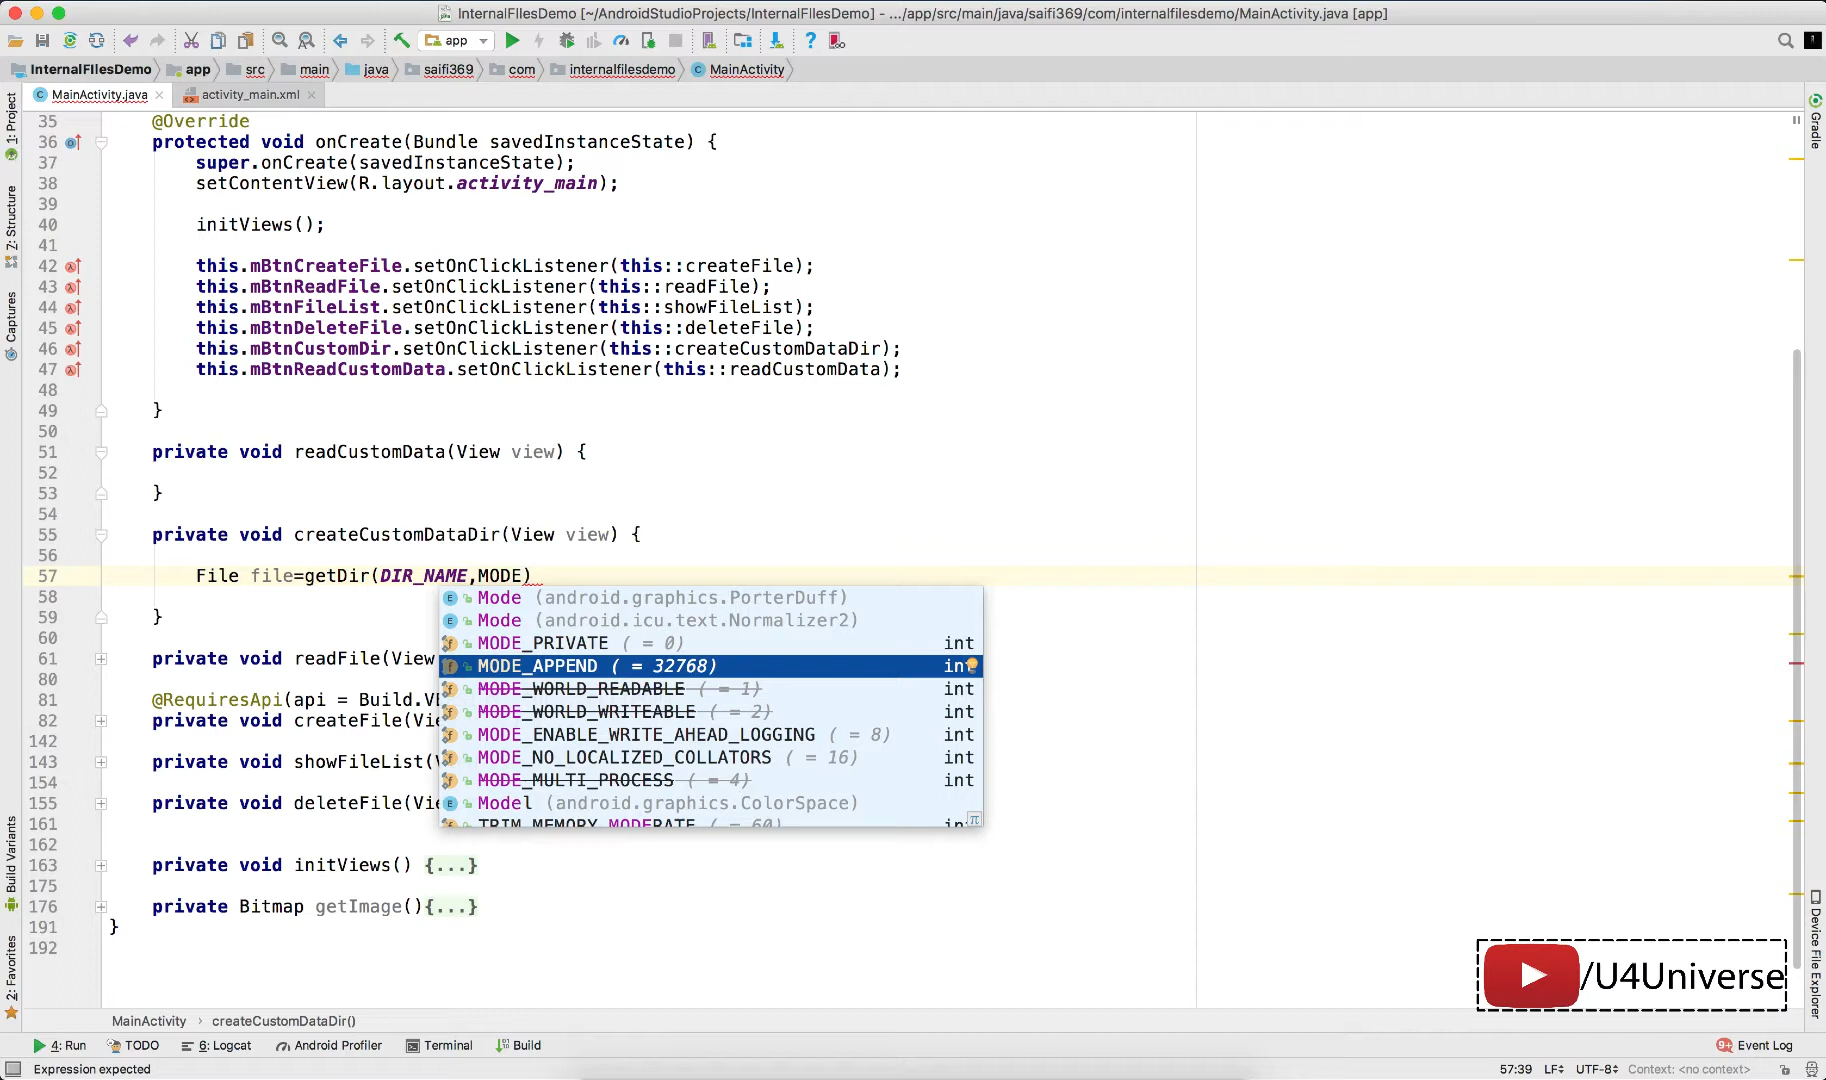 InternalFIlesDemo [~/AndroidStudioProjects/InternalFIlesDemo] - .../app/src/main/java/saifi369/com/internalfilesdemo/MainActivity.java [app]
app
InternalFIlesDemo app src main java saifi369 com internalfilesdemo MainActivity
MainActivity.java activity_main.xml
1: Project
Z: Structure
Captures
Build Variants
2: Favorites
Gradle
Device File Explorer
35 @Override
36 protected void onCreate(Bundle savedInstanceState) {
37 super.onCreate(savedInstanceState);
38 setContentView(R.layout.activity_main);
39
40 initViews();
41
42 this.mBtnCreateFile.setOnClickListener(this::createFile);
43 this.mBtnReadFile.setOnClickListener(this::readFile);
44 this.mBtnFileList.setOnClickListener(this::showFileList);
45 this.mBtnDeleteFile.setOnClickListener(this::deleteFile);
46 this.mBtnCustomDir.setOnClickListener(this::createCustomDataDir);
47 this.mBtnReadCustomData.setOnClickListener(this::readCustomData);
48
49 }
50
51 private void readCustomData(View view) {
52
53 }
54
55 private void createCustomDataDir(View view) {
56
57 File file=getDir(DIR_NAME,MODE)
58
59 }
60
61 private void readFile(View
80
81 @RequiresApi(api = Build.VE
82 private void createFile(Vie
142
143 private void showFileList(V
154
155 private void deleteFile(Vie
161
162
163 private void initViews() {...}
175
176 private Bitmap getImage(){...}
191 }
192
Mode (android.graphics.PorterDuff)
Mode (android.icu.text.Normalizer2)
MODE_PRIVATE ( = 0) int
MODE_APPEND ( = 32768) int
MODE_WORLD_READABLE ( = 1) int
MODE_WORLD_WRITEABLE ( = 2) int
MODE_ENABLE_WRITE_AHEAD_LOGGING ( = 8) int
MODE_NO_LOCALIZED_COLLATORS ( = 16) int
MODE_MULTI_PROCESS ( = 4) int
Model (android.graphics.ColorSpace)
TRIM_MEMORY_MODERATE ( = 60) int
/U4Universe
MainActivity › createCustomDataDir()
4: Run TODO 6: Logcat Android Profiler Terminal Build 9+ Event Log
Expression expected 57:39 LF UTF-8 Context: <no context>